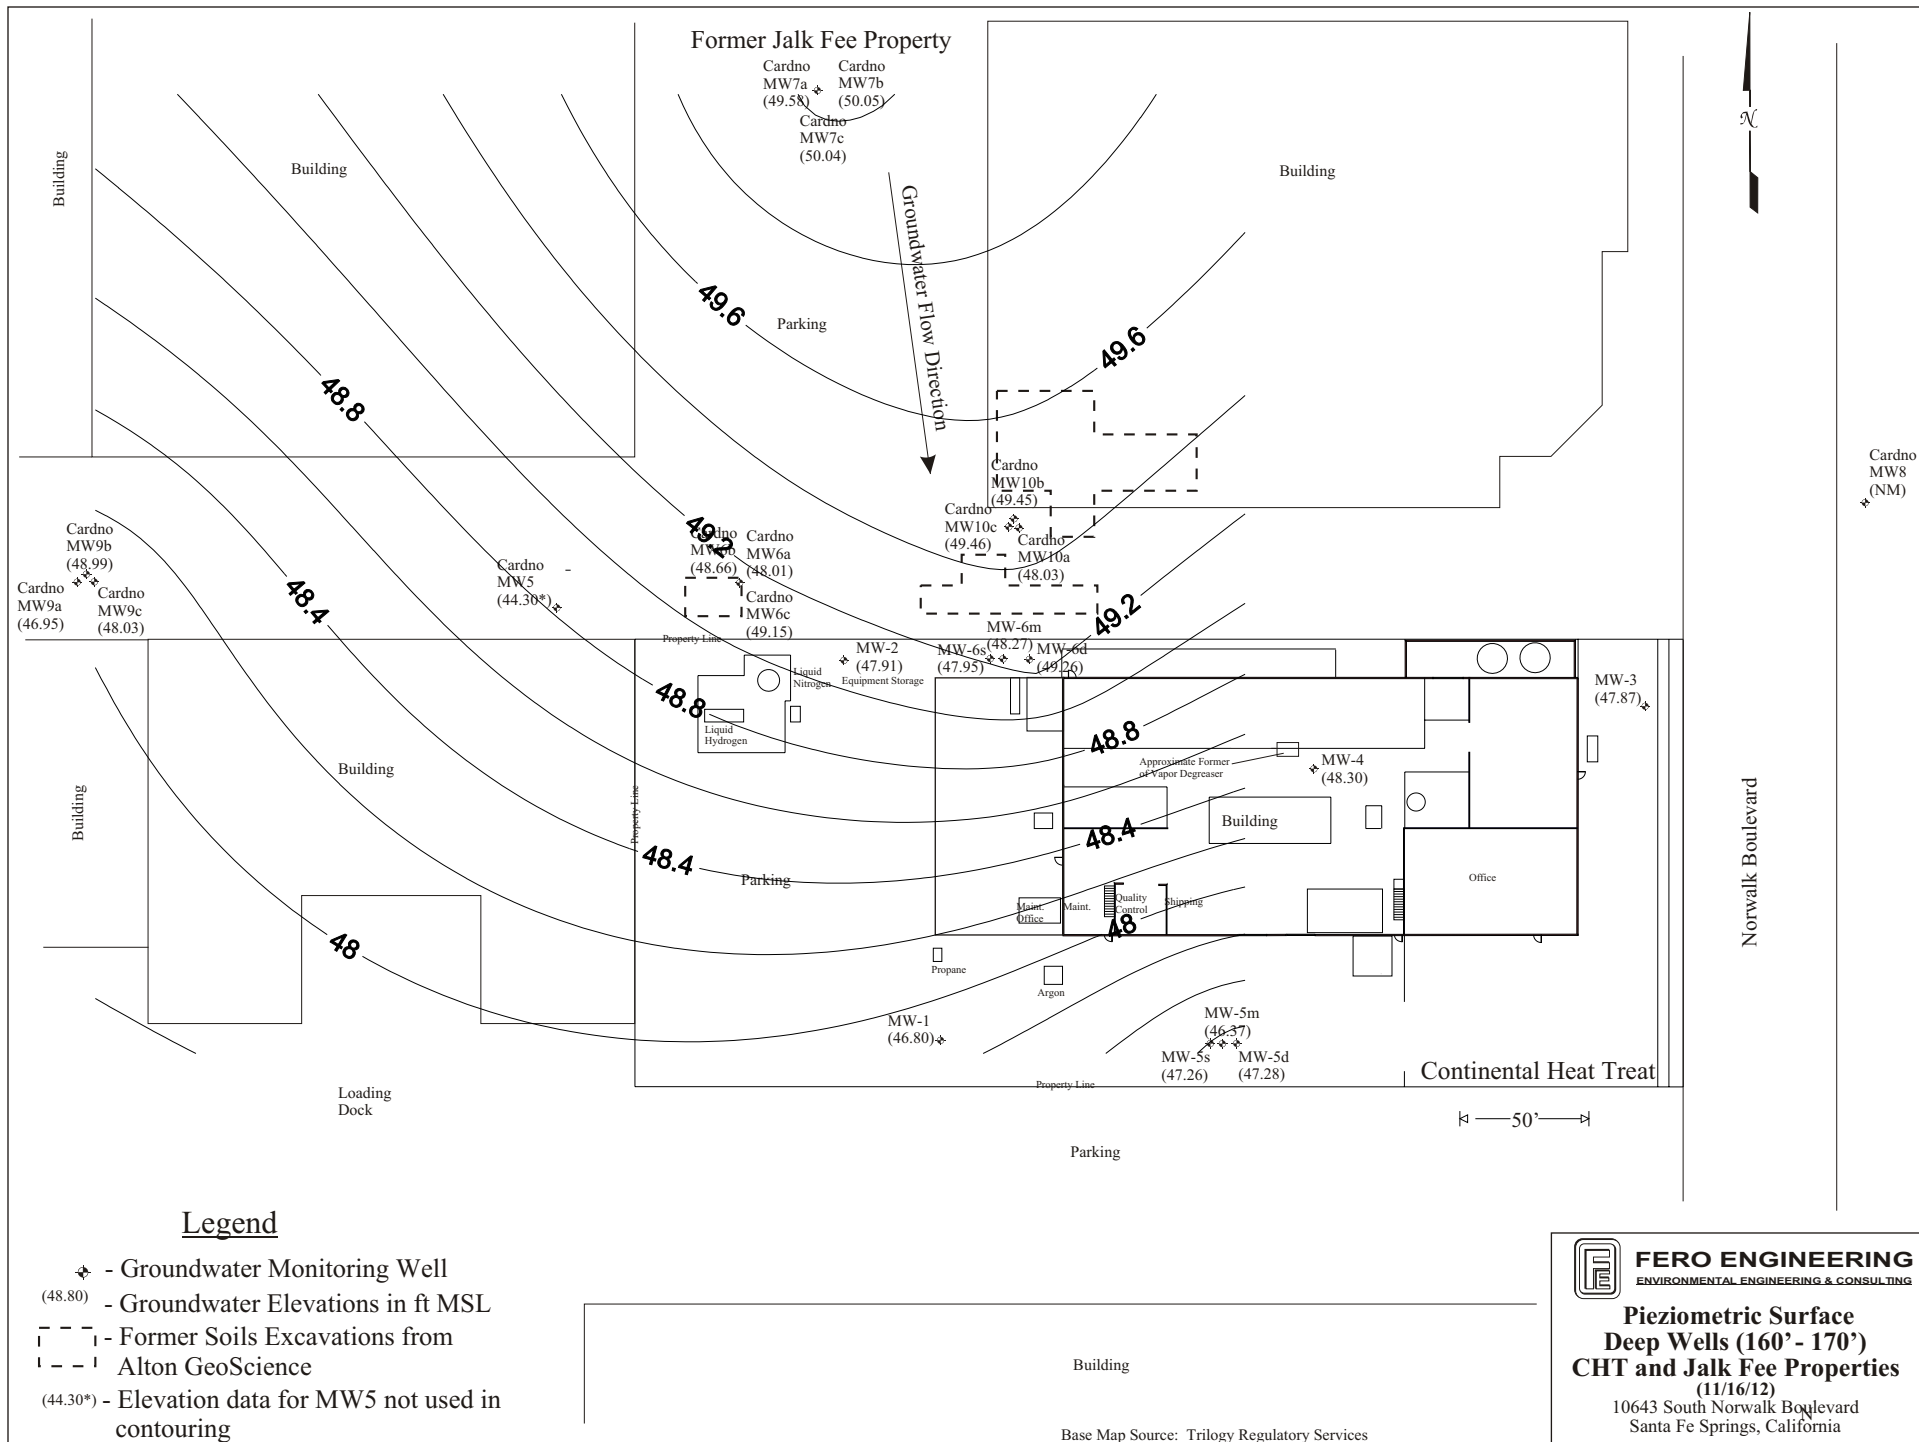 Former Jalk Fee Property
Cardno
MW7a
(49.58)
Cardno
MW7b
(50.05)
Cardno
MW7c
(50.04)
N
Building
Building
Building
Groundwater Flow Direction
49.6
Parking
49.6
48.8
Cardno
MW10b
(49.45)
Cardno
MW10c
(49.46)
Cardno
MW10a
(48.03)
Cardno
MW8
(NM)
49.2
Cardno
MW6b
(48.66)
Cardno
MW6a
(48.01)
Cardno
MW6c
(49.15)
Cardno
MW5
(44.30*)
Cardno
MW9b
(48.99)
Cardno
MW9a
(46.95)
Cardno
MW9c
(48.03)
48.4
49.2
Property Line
MW-2
(47.91)
Equipment Storage
MW-6s
(47.95)
MW-6m
(48.27)
MW-6d
(49.26)
MW-3
(47.87)
Liquid
Nitrogen
48.8
Liquid
Hydrogen
48.8
Approximate Former
of Vapor Degreaser
MW-4
(48.30)
Building
Building
Property Line
Building
48.4
48.4
Parking
Office
Norwalk Boulevard
Maint.
Office
Maint.
Quality
Control
Shipping
48
48
Propane
Argon
MW-1
(46.80)
MW-5m
(46.37)
MW-5s
(47.26)
MW-5d
(47.28)
Continental Heat Treat
Property Line
Loading
Dock
50’
Parking
Legend
- Groundwater Monitoring Well
(48.80) - Groundwater Elevations in ft MSL
- Former Soils Excavations from
Alton GeoScience
(44.30*) - Elevation data for MW5 not used in
contouring
Building
Base Map Source: Trilogy Regulatory Services
FE
FERO ENGINEERING
ENVIRONMENTAL ENGINEERING & CONSULTING
Pieziometric Surface
Deep Wells (160’ - 170’)
CHT and Jalk Fee Properties
(11/16/12)
10643 South Norwalk Boulevard
N
Santa Fe Springs, California